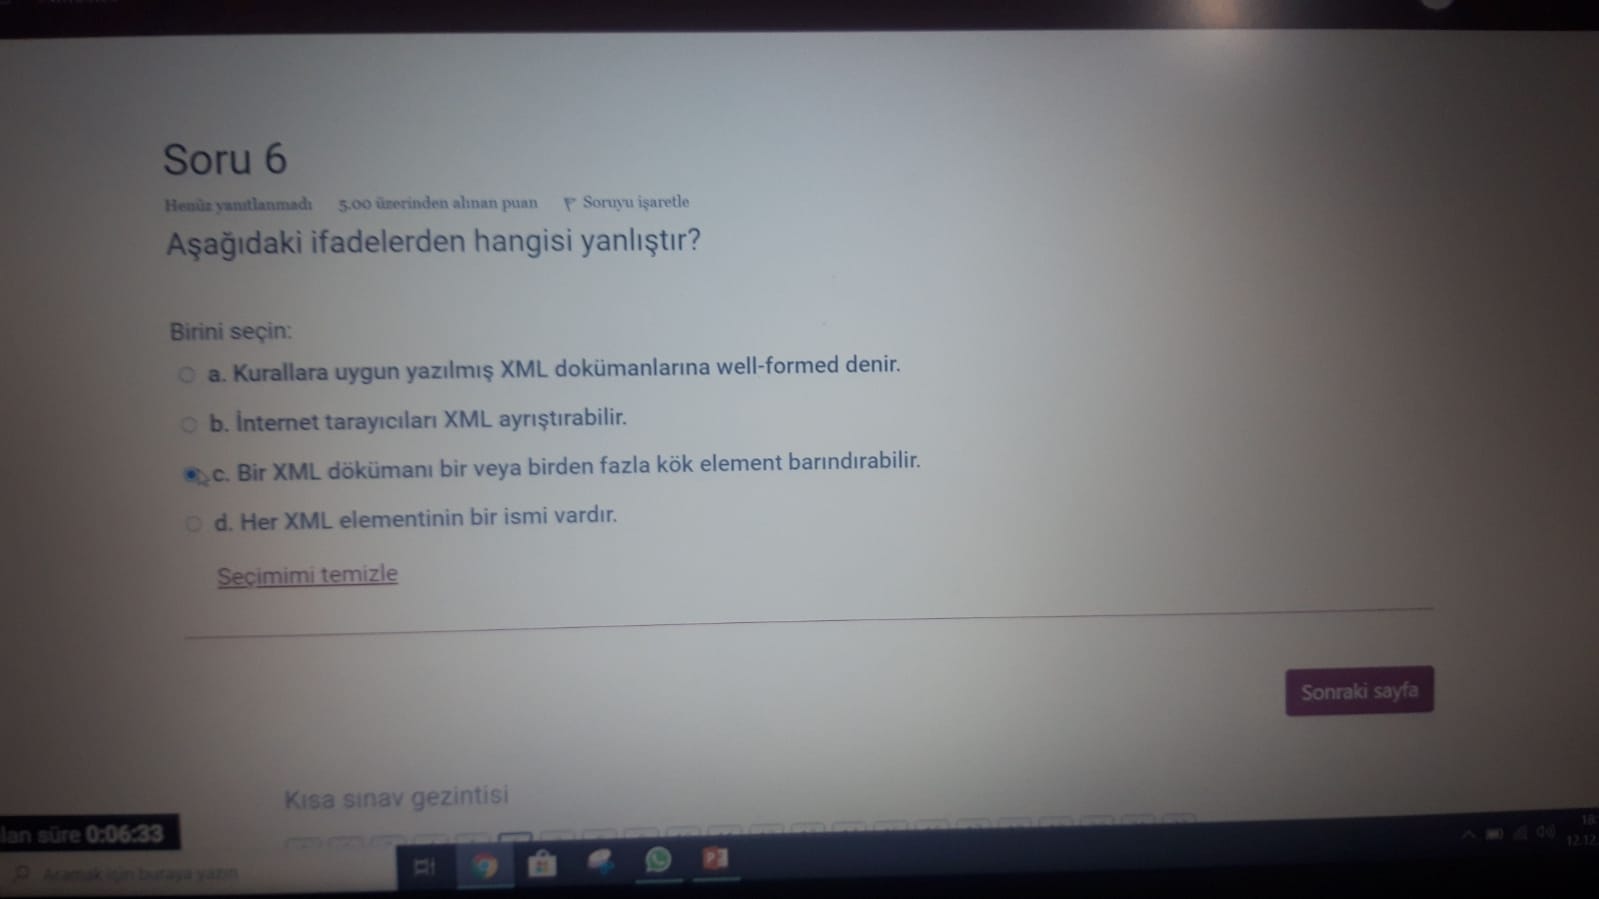 Soru 6
Henüz yanıtlanmadı 5.00 üzerinden alınan puan Soruyu işaretle
Aşağıdaki ifadelerden hangisi yanlıştır?
Birini seçin:
a. Kurallara uygun yazılmış XML dokümanlarına well-formed denir.
b. İnternet tarayıcıları XML ayrıştırabilir.
c. Bir XML dökümanı bir veya birden fazla kök element barındırabilir.
d. Her XML elementinin bir ismi vardır.
Seçimimi temizle
Sonraki sayfa
Kısa sınav gezintisi
lan süre 0:06:33
Aramak için buraya yazın
18
12.12